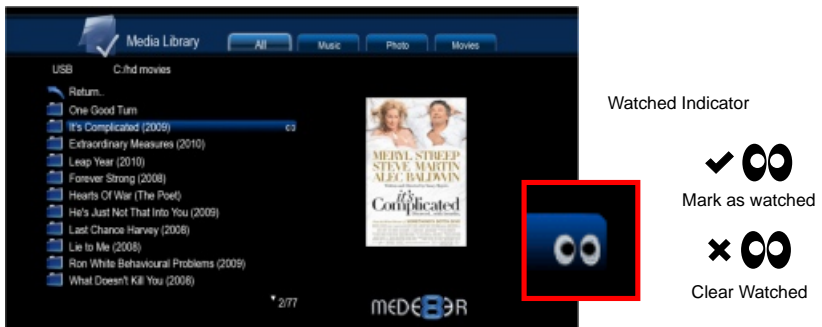 Media Library
All
Music
Photo
Movies
USB C:/hd movies
Return..
One Good Turn
It's Complicated (2009)
Extraordinary Measures (2010)
Leap Year (2010)
Forever Strong (2008)
Hearts Of War (The Poet)
He's Just Not That Into You (2009)
Last Chance Harvey (2008)
Lie to Me (2008)
Ron White Behavioural Problems (2009)
What Doesn't Kill You (2008)
2/77
MERYL STREEP
STEVE MARTIN
ALEC BALDWIN
it's
Complicated
MEDE8ER
Watched Indicator
Mark as watched
Clear Watched